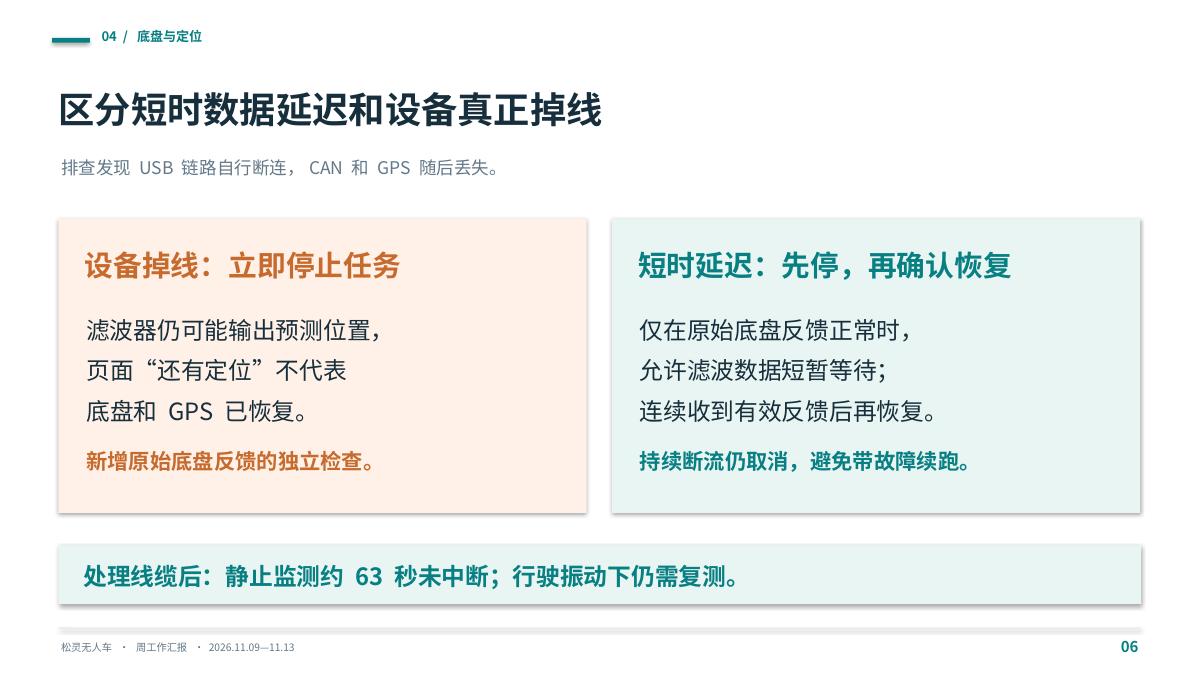 04 / 底盘与定位
区分短时数据延迟和设备真正掉线
排查发现 USB 链路自行断连， CAN 和 GPS 随后丢失。
设备掉线：立即停止任务
滤波器仍可能输出预测位置，
页面“还有定位”不代表
底盘和 GPS 已恢复。
新增原始底盘反馈的独立检查。
短时延迟：先停，再确认恢复
仅在原始底盘反馈正常时，
允许滤波数据短暂等待；
连续收到有效反馈后再恢复。
持续断流仍取消，避免带故障续跑。
处理线缆后：静止监测约 63 秒未中断；行驶振动下仍需复测。
松灵无人车 · 周工作汇报 · 2026.11.09—11.13
06